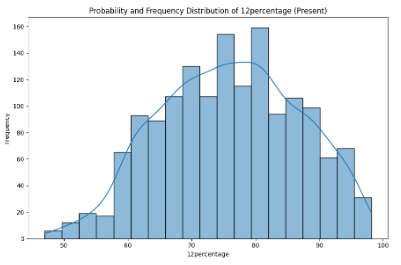 Probability and Frequency Distribution of 12percentage (Present)
160
140
120
100
80
60
40
20
0
Frequency
50 60 70 80 90 100
12percentage